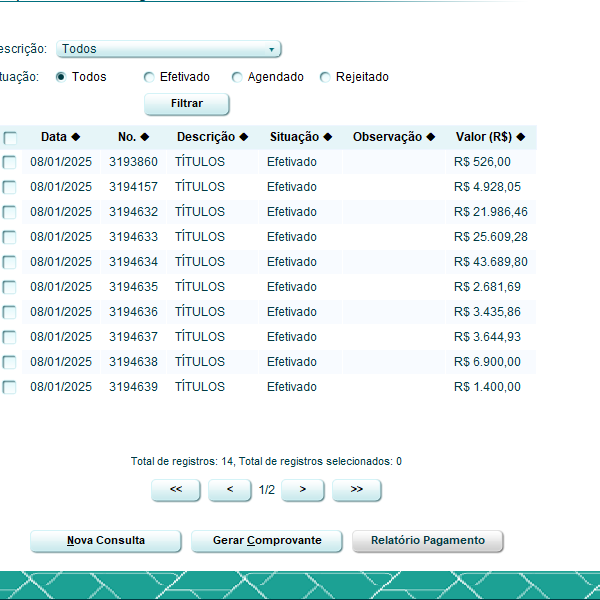 escrição: Todos
tuação: Todos Efetivado Agendado Rejeitado
Filtrar
Data No. Descrição Situação Observação Valor (R$)
08/01/2025 3193860 TÍTULOS Efetivado R$ 526,00
08/01/2025 3194157 TÍTULOS Efetivado R$ 4.928,05
08/01/2025 3194632 TÍTULOS Efetivado R$ 21.986,46
08/01/2025 3194633 TÍTULOS Efetivado R$ 25.609,28
08/01/2025 3194634 TÍTULOS Efetivado R$ 43.689,80
08/01/2025 3194635 TÍTULOS Efetivado R$ 2.681,69
08/01/2025 3194636 TÍTULOS Efetivado R$ 3.435,86
08/01/2025 3194637 TÍTULOS Efetivado R$ 3.644,93
08/01/2025 3194638 TÍTULOS Efetivado R$ 6.900,00
08/01/2025 3194639 TÍTULOS Efetivado R$ 1.400,00
Total de registros: 14, Total de registros selecionados: 0
<< < 1/2 > >>
Nova Consulta Gerar Comprovante Relatório Pagamento